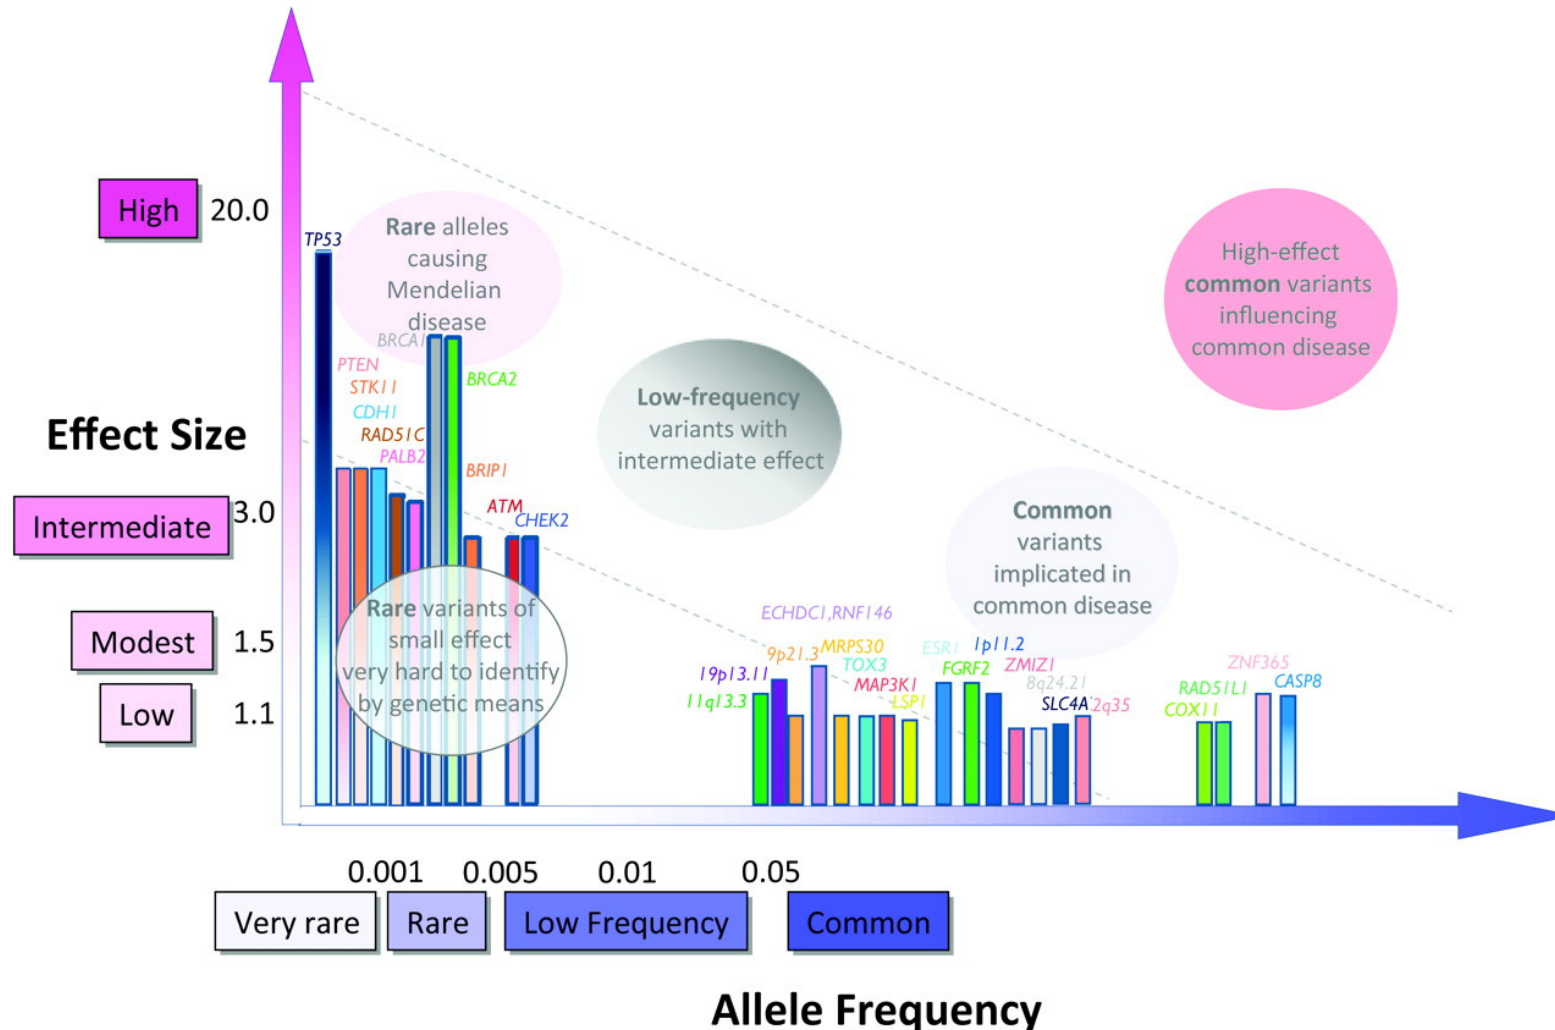 High 20.0
TP53
Rare alleles
causing
Mendelian
disease
High-effect
common variants
influencing
common disease
BRCA1
PTEN
STK11
BRCA2
CDH1
RAD51C
PALB2
BRIP1
Low-frequency
variants with
intermediate effect
Effect Size
Intermediate 3.0
ATM
CHEK2
Common
variants
implicated in
common disease
Rare variants of
small effect
very hard to identify
by genetic means
Modest 1.5
Low 1.1
ECHDC1,RNF146
9p21.3
MRPS30
19p13.11
TOX3
11q13.3
MAP3K1
LSP1
ESR1
1p11.2
FGRF2
ZMIZ1
8q24.21
SLC4A
2q35
ZNF365
RAD51L1
CASP8
COX11
0.001 0.005 0.01 0.05
Very rare Rare Low Frequency Common
Allele Frequency